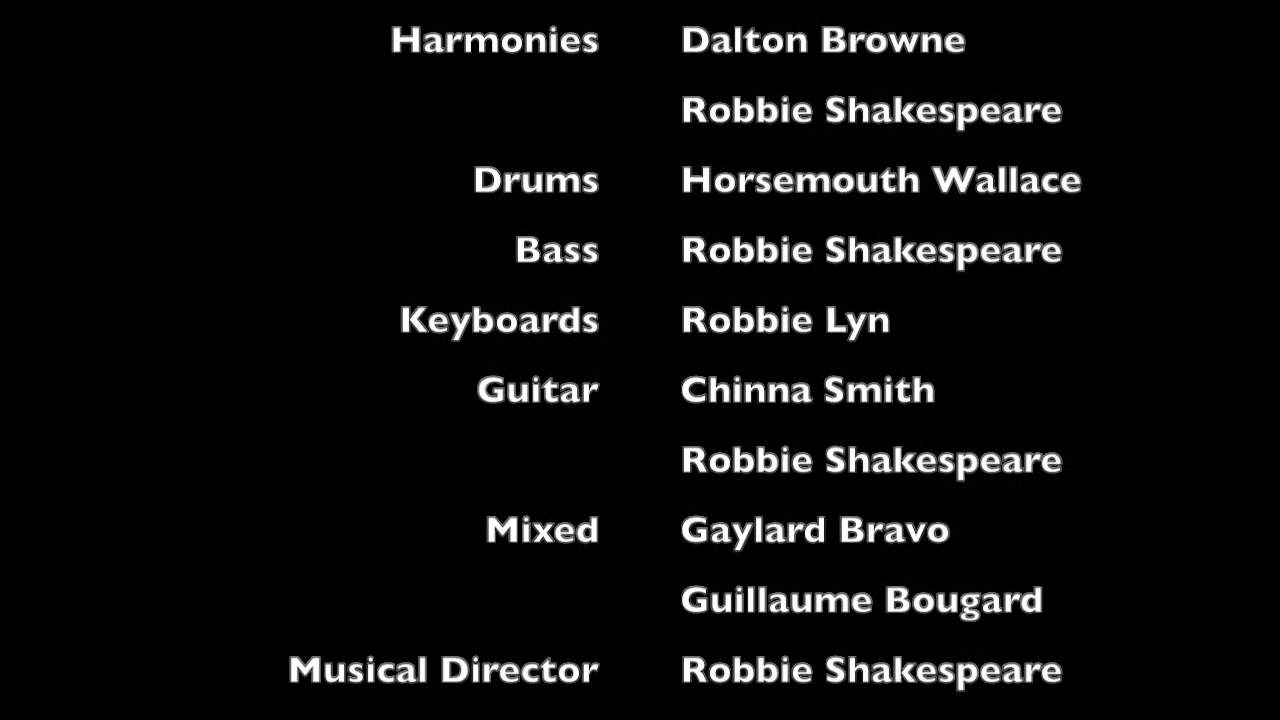 Harmonies Dalton Browne
Robbie Shakespeare
Drums Horsemouth Wallace
Bass Robbie Shakespeare
Keyboards Robbie Lyn
Guitar Chinna Smith
Robbie Shakespeare
Mixed Gaylard Bravo
Guillaume Bougard
Musical Director Robbie Shakespeare